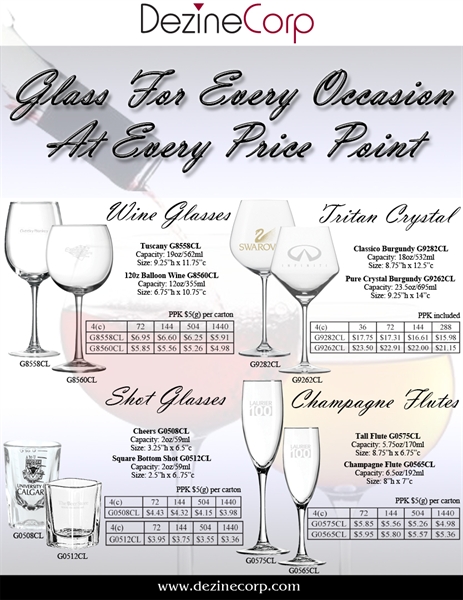 DezineCorp
Glass For Every Occasion
At Every Price Point
Wine Glasses
Tuscany G8558CL
Capacity: 19oz/562ml
Size: 9.25"h x 11.75"c
120z Balloon Wine G8560CL
Capacity: 12oz/355ml
Size: 6.75"h x 10.75"c
PPK $5(g) per carton
4(c) 72 144 504 1440
G8558CL $6.95 $6.60 $6.25 $5.91
G8560CL $5.85 $5.56 $5.26 $4.98
G8558CL
G8560CL
Tritan Crystal
SWAROV
INFINITI
Classico Burgundy G9282CL
Capacity: 18oz/532ml
Size: 8.75"h x 12.5"c
Pure Crystal Burgundy G9262CL
Capacity: 23.5oz/695ml
Size: 9.25"h x 14"c
PPK included
4(c) 36 72 144 288
G9282CL $17.75 $17.31 $16.61 $15.98
G9262CL $23.50 $22.91 $22.00 $21.15
G9282CL
G9262CL
Shot Glasses
Cheers G0508CL
Capacity: 2oz/59ml
Size: 3.25"h x 6.5"c
Square Bottom Shot G0512CL
Capacity: 2oz/59ml
Size: 2.5"h x 6.75"c
PPK $5(g) per carton
4(c) 72 144 504 1440
G0508CL $4.43 $4.32 $4.15 $3.98
4(c) 72 144 504 1440
G0512CL $3.95 $3.75 $3.55 $3.36
UNIVERSITY
CALGAR
G0508CL
G0512CL
Champagne Flutes
100
100
Tall Flute G0575CL
Capacity: 5.75oz/170ml
Size: 8.75"h x 6.75"c
Champagne Flute G0565CL
Capacity: 6.5oz/192ml
Size: 8"h x 7"c
PPK $5(g) per carton
4(c) 72 144 504 1440
G0575CL $5.85 $5.56 $5.26 $4.98
G0565CL $5.95 $5.80 $5.57 $5.36
G0575CL
G0565CL
www.dezinecorp.com